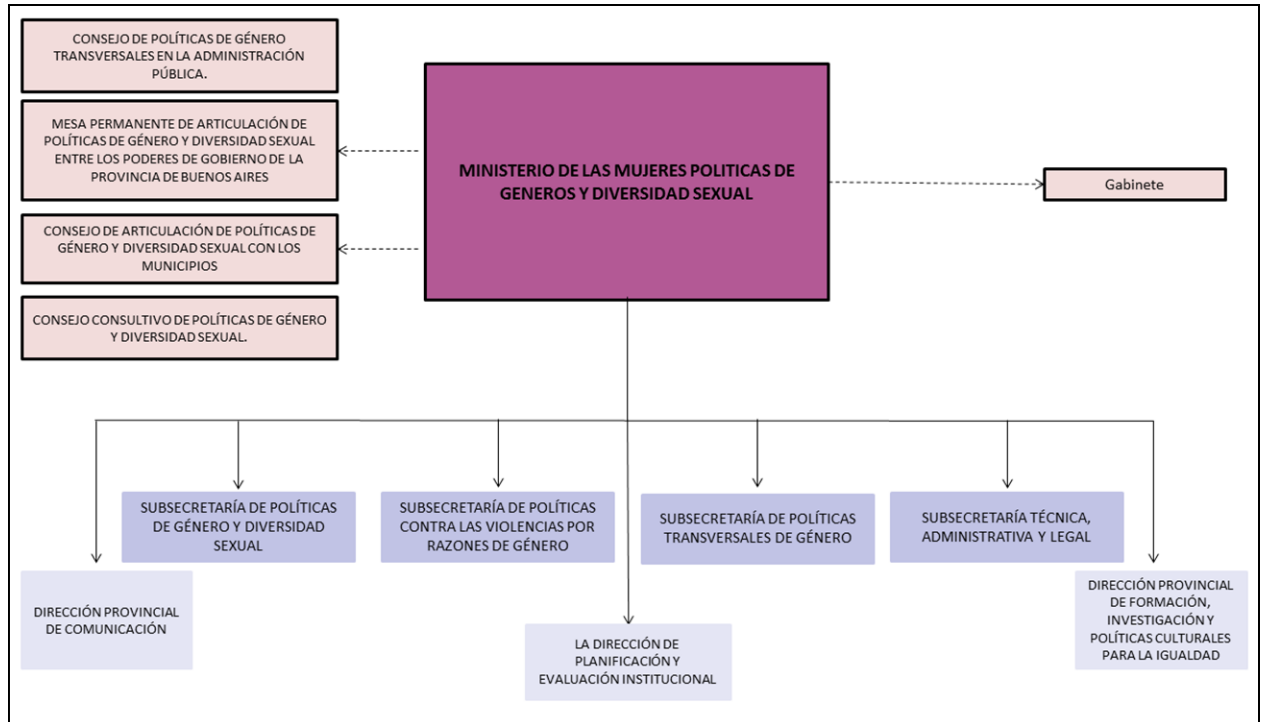 CONSEJO DE POLÍTICAS DE GÉNERO
TRANSVERSALES EN LA ADMINISTRACIÓN
PÚBLICA.
MESA PERMANENTE DE ARTICULACIÓN DE
POLÍTICAS DE GÉNERO Y DIVERSIDAD SEXUAL
ENTRE LOS PODERES DE GOBIERNO DE LA
PROVINCIA DE BUENOS AIRES
CONSEJO DE ARTICULACIÓN DE POLÍTICAS DE
GÉNERO Y DIVERSIDAD SEXUAL CON LOS
MUNICIPIOS
CONSEJO CONSULTIVO DE POLÍTICAS DE GÉNERO
Y DIVERSIDAD SEXUAL.
MINISTERIO DE LAS MUJERES POLITICAS DE
GENEROS Y DIVERSIDAD SEXUAL
Gabinete
SUBSECRETARÍA DE POLÍTICAS
DE GÉNERO Y DIVERSIDAD
SEXUAL
SUBSECRETARÍA DE POLÍTICAS
CONTRA LAS VIOLENCIAS POR
RAZONES DE GÉNERO
SUBSECRETARÍA DE POLÍTICAS
TRANSVERSALES DE GÉNERO
SUBSECRETARÍA TÉCNICA,
ADMINISTRATIVA Y LEGAL
DIRECCIÓN PROVINCIAL
DE COMUNICACIÓN
LA DIRECCIÓN DE
PLANIFICACIÓN Y
EVALUACIÓN INSTITUCIONAL
DIRECCIÓN PROVINCIAL
DE FORMACIÓN,
INVESTIGACIÓN Y
POLÍTICAS CULTURALES
PARA LA IGUALDAD